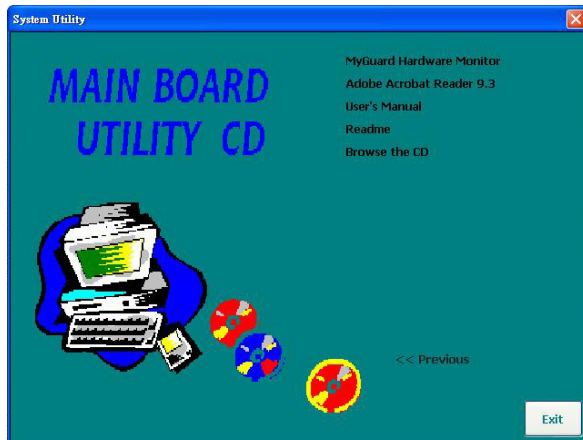 System Utility
MAIN BOARD
UTILITY CD
MyGuard Hardware Monitor
Adobe Acrobat Reader 9.3
User's Manual
Readme
Browse the CD
<< Previous
Exit